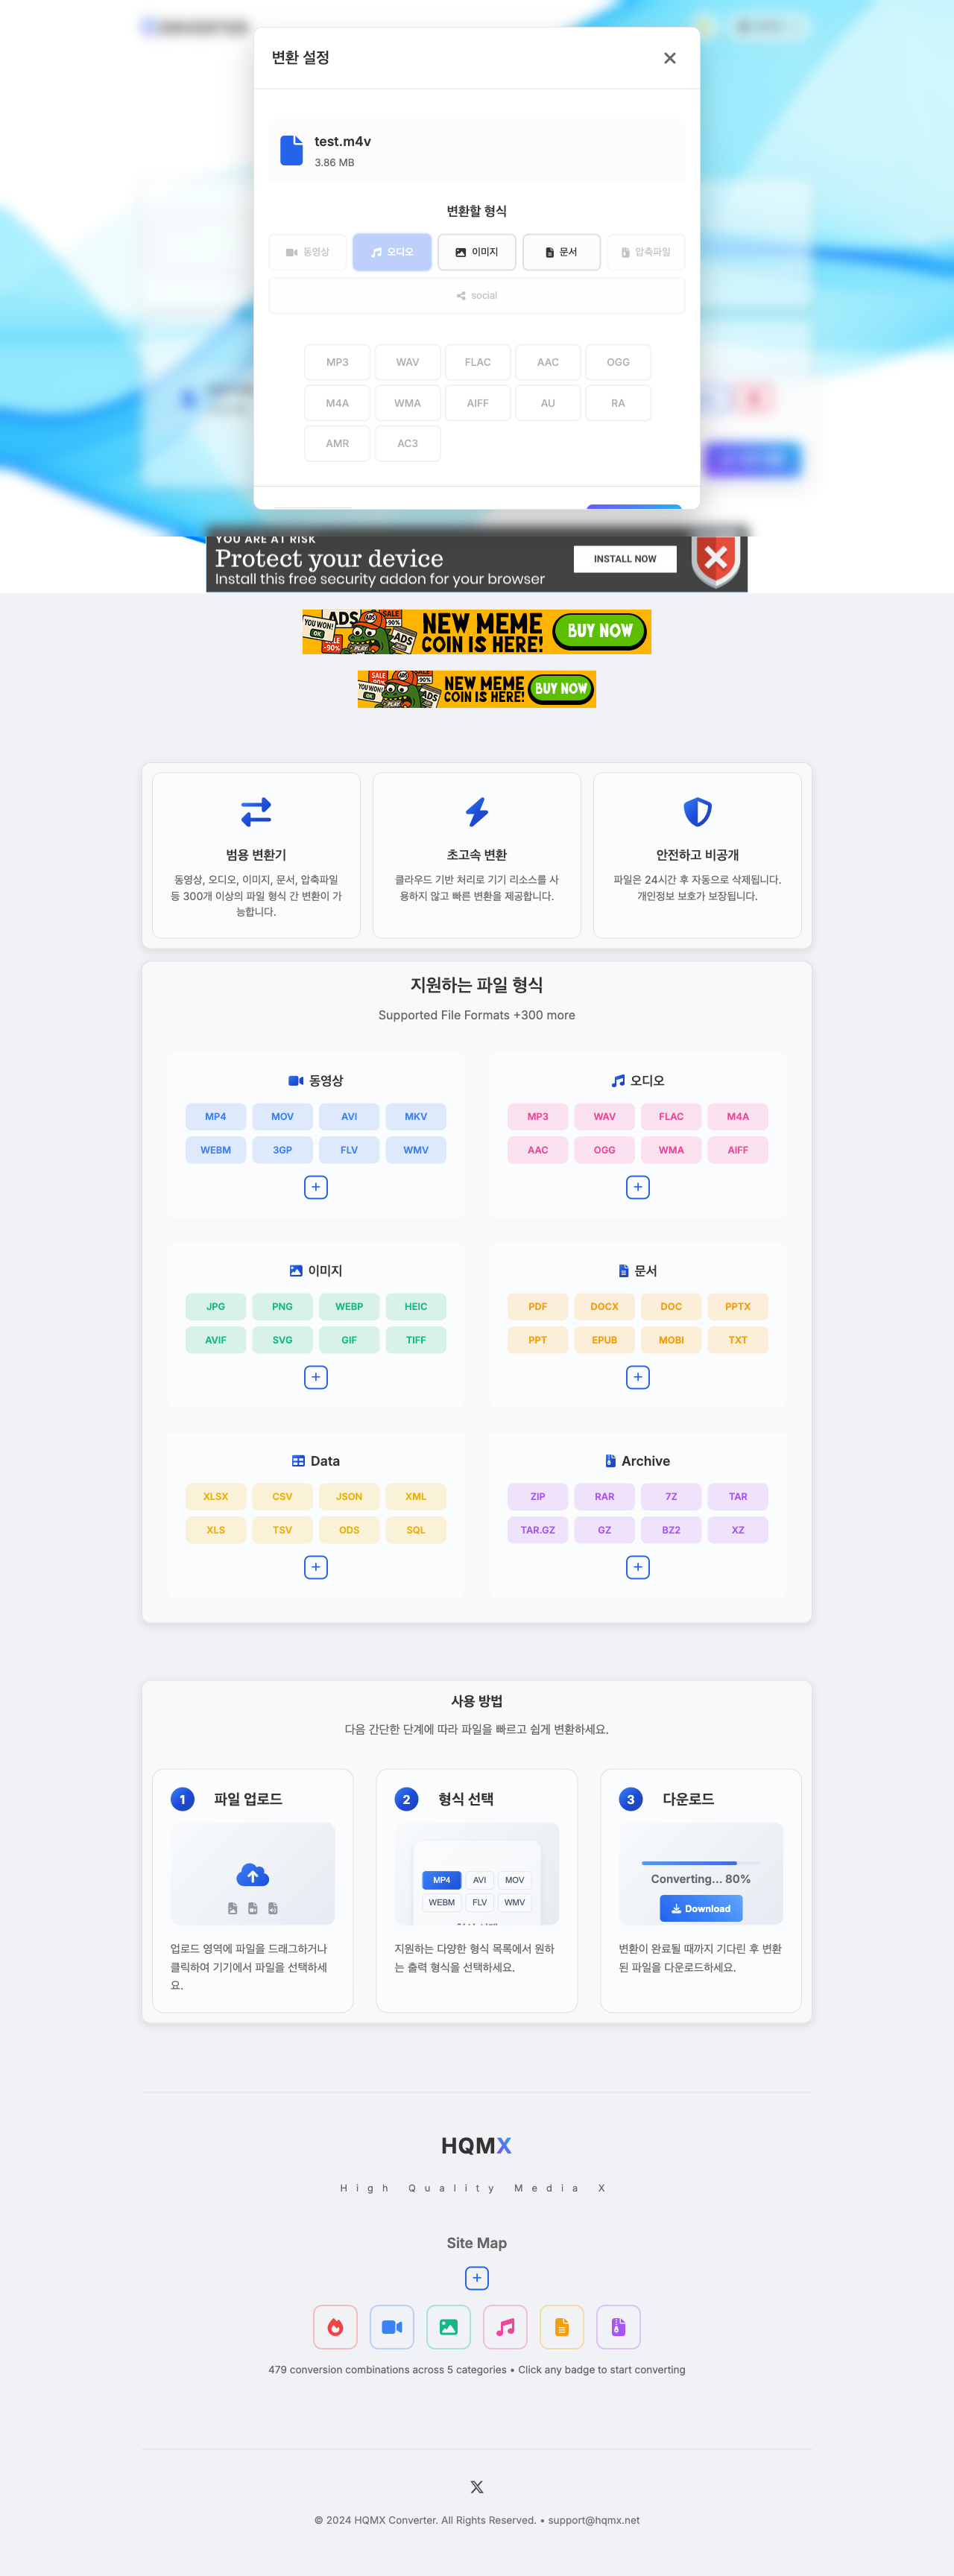 변환 설정
test.m4v
3.86 MB
변환할 형식
동영상
오디오
이미지
문서
압축파일
social
MP3
WAV
FLAC
AAC
OGG
M4A
WMA
AIFF
AU
RA
AMR
AC3
YOU ARE AT RISK
Protect your device
Install this free security addon for your browser
INSTALL NOW
YOU WON!
OK
ADS
SALE
-90%
ADS
PLAY
NEW MEME
COIN IS HERE!
BUY NOW
YOU WON!
OK
SALE
-90%
ADS
PLAY
NEW MEME
COIN IS HERE!
BUY NOW
범용 변환기
동영상, 오디오, 이미지, 문서, 압축파일
등 300개 이상의 파일 형식 간 변환이 가
능합니다.
초고속 변환
클라우드 기반 처리로 기기 리소스를 사
용하지 않고 빠른 변환을 제공합니다.
안전하고 비공개
파일은 24시간 후 자동으로 삭제됩니다.
개인정보 보호가 보장됩니다.
지원하는 파일 형식
Supported File Formats +300 more
동영상
MP4
MOV
AVI
MKV
WEBM
3GP
FLV
WMV
오디오
MP3
WAV
FLAC
M4A
AAC
OGG
WMA
AIFF
이미지
JPG
PNG
WEBP
HEIC
AVIF
SVG
GIF
TIFF
문서
PDF
DOCX
DOC
PPTX
PPT
EPUB
MOBI
TXT
Data
XLSX
CSV
JSON
XML
XLS
TSV
ODS
SQL
Archive
ZIP
RAR
7Z
TAR
TAR.GZ
GZ
BZ2
XZ
사용 방법
다음 간단한 단계에 따라 파일을 빠르고 쉽게 변환하세요.
1
파일 업로드
업로드 영역에 파일을 드래그하거나
클릭하여 기기에서 파일을 선택하세
요.
2
형식 선택
MP4
AVI
MOV
WEBM
FLV
WMV
지원하는 다양한 형식 목록에서 원하
는 출력 형식을 선택하세요.
3
다운로드
Converting... 80%
Download
변환이 완료될 때까지 기다린 후 변환
된 파일을 다운로드하세요.
HQMX
High Quality Media X
Site Map
479 conversion combinations across 5 categories • Click any badge to start converting
© 2024 HQMX Converter. All Rights Reserved. • support@hqmx.net